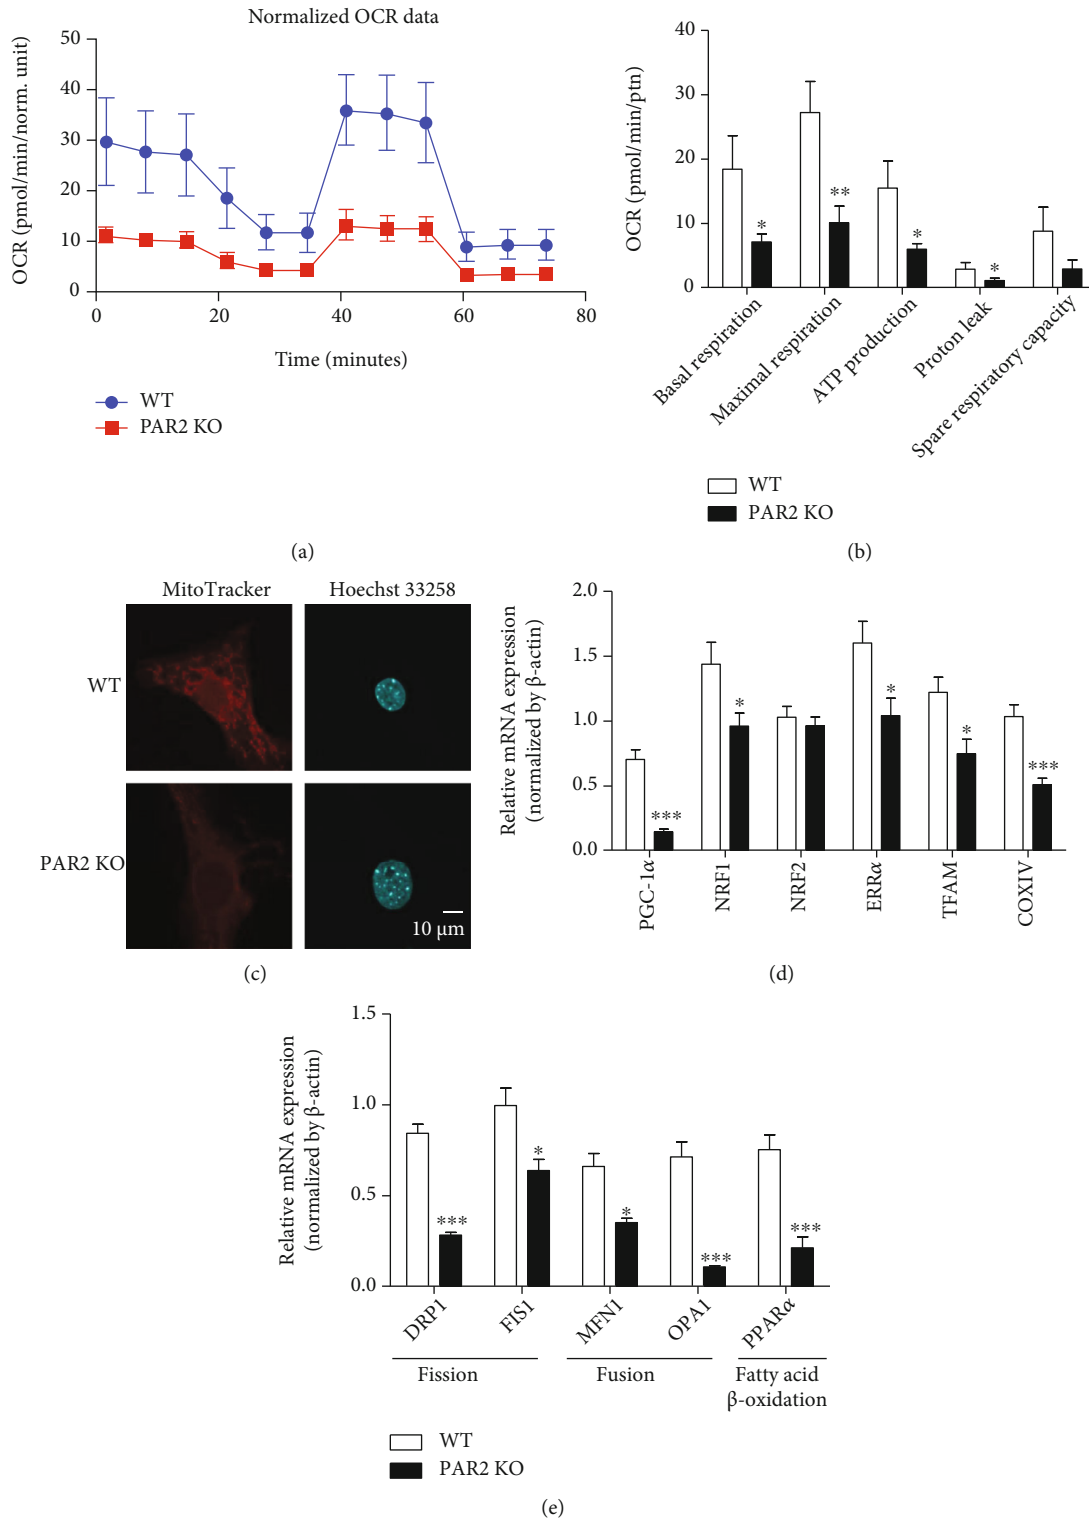 Normalized OCR data
OCR (pmol/min/norm. unit)
50
40
30
20
10
0
0 20 40 60 80
Time (minutes)
WT
PAR2 KO
(a)
OCR (pmol/min/ptn)
40
30
20
10
0
* ** * *
Basal respiration
Maximal respiration
ATP production
Proton leak
Spare respiratory capacity
WT
PAR2 KO
(b)
MitoTracker Hoechst 33258
WT
PAR2 KO
10 μm
(c)
Relative mRNA expression
(normalized by β-actin)
2.0
1.5
1.0
0.5
0.0
*** * * * ***
PGC-1α
NRF1
NRF2
ERRα
TFAM
COXIV
(d)
Relative mRNA expression
(normalized by β-actin)
1.5
1.0
0.5
0.0
*** * * *** ***
DRP1
FIS1
MFN1
OPA1
PPARα
Fission Fusion Fatty acid
β-oxidation
WT
PAR2 KO
(e)